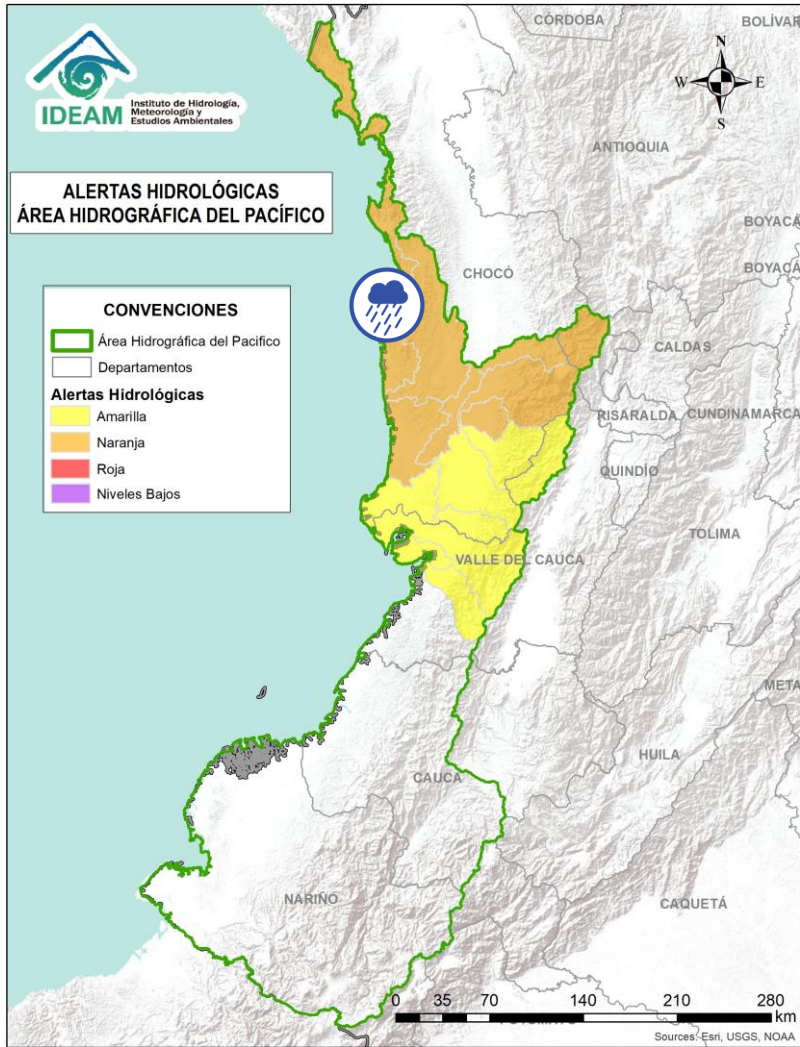 CÓRDOBA
BOLÍVAR
N
W
E
S
IDEAM
Instituto de Hidrología,
Meteorología y
Estudios Ambientales
ANTIOQUIA
ALERTAS HIDROLÓGICAS
ÁREA HIDROGRÁFICA DEL PACÍFICO
BOYACÁ
CHOCÓ
BOYACÁ
CONVENCIONES
Área Hidrográfica del Pacifico
Departamentos
Alertas Hidrológicas
Amarilla
Naranja
Roja
Niveles Bajos
CALDAS
RISARALDA
CUNDINAMARCA
QUINDÍO
TOLIMA
VALLE DEL CAUCA
META
HUILA
CAUCA
NARIÑO
CAQUETÁ
0 35 70 140 210 280
km
Sources: Esri, USGS, NOAA